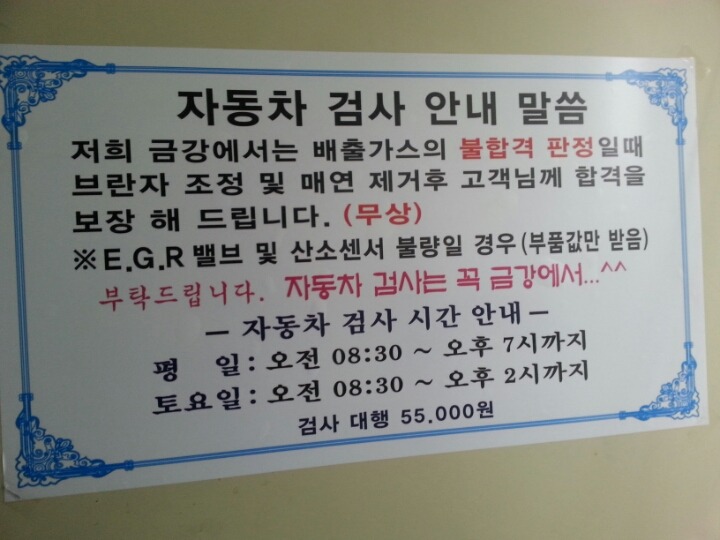 자동차 검사 안내 말씀
저희 금강에서는 배출가스의 불합격 판정일때
브란자 조정 및 매연 제거후 고객님께 합격을
보장 해 드립니다. (무상)
※E.G.R 밸브 및 산소센서 불량일 경우(부품값만 받음)
부탁드립니다. 자동차 검사는 꼭 금강에서...^^
– 자동차 검사 시간 안내 –
평 일 : 오전 08:30 ~ 오후 7시까지
토요일 : 오전 08:30 ~ 오후 2시까지
검사 대행 55.000원